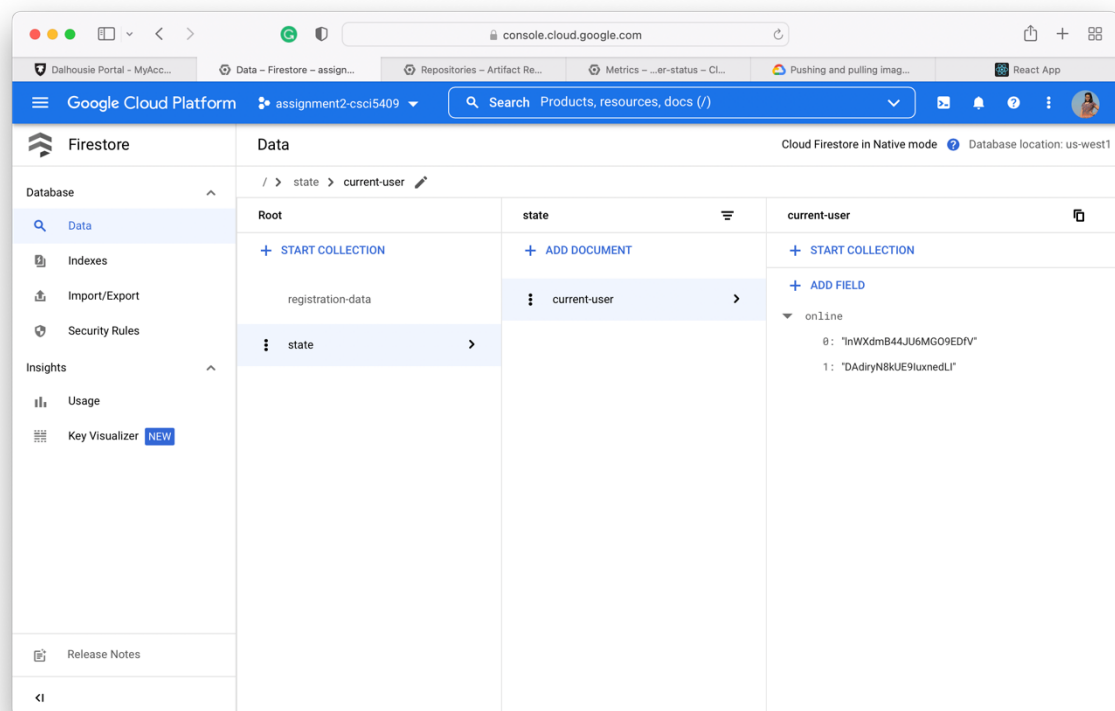 console.cloud.google.com
Dalhousie Portal - MyAcc...
Data – Firestore – assign...
Repositories – Artifact Re...
Metrics – ...er-status – Cl...
Pushing and pulling imag...
React App
Google Cloud Platform
assignment2-csci5409
Search Products, resources, docs (/)
Firestore
Data
Cloud Firestore in Native mode
Database location: us-west1
/ > state > current-user
Database
Data
Indexes
Import/Export
Security Rules
Insights
Usage
Key Visualizer NEW
Release Notes
Root
+ START COLLECTION
registration-data
state
state
+ ADD DOCUMENT
current-user
current-user
+ START COLLECTION
+ ADD FIELD
online
0: "lnWXdmB44JU6MGO9EDfV"
1: "DAdiryN8kUE9IuxnedLI"